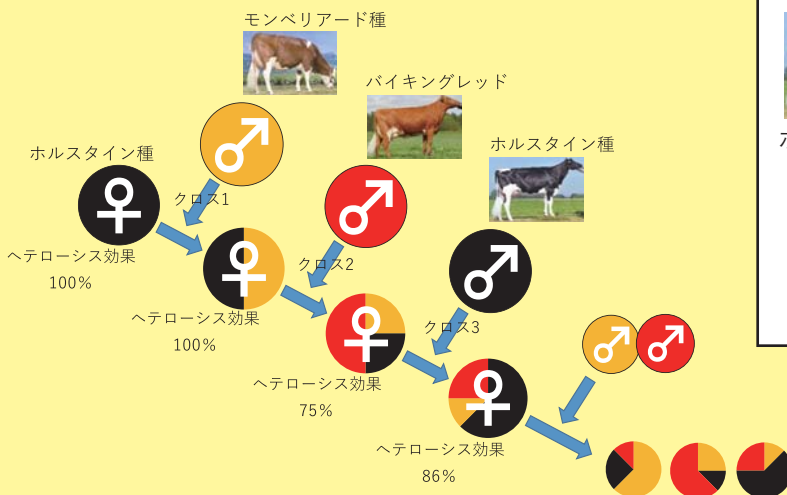 モンベリアード種
バイキングレッド
ホルスタイン種
ホルスタイン種
クロス1
ヘテローシス効果
100%
クロス2
ヘテローシス効果
100%
クロス3
ヘテローシス効果
75%
ヘテローシス効果
86%